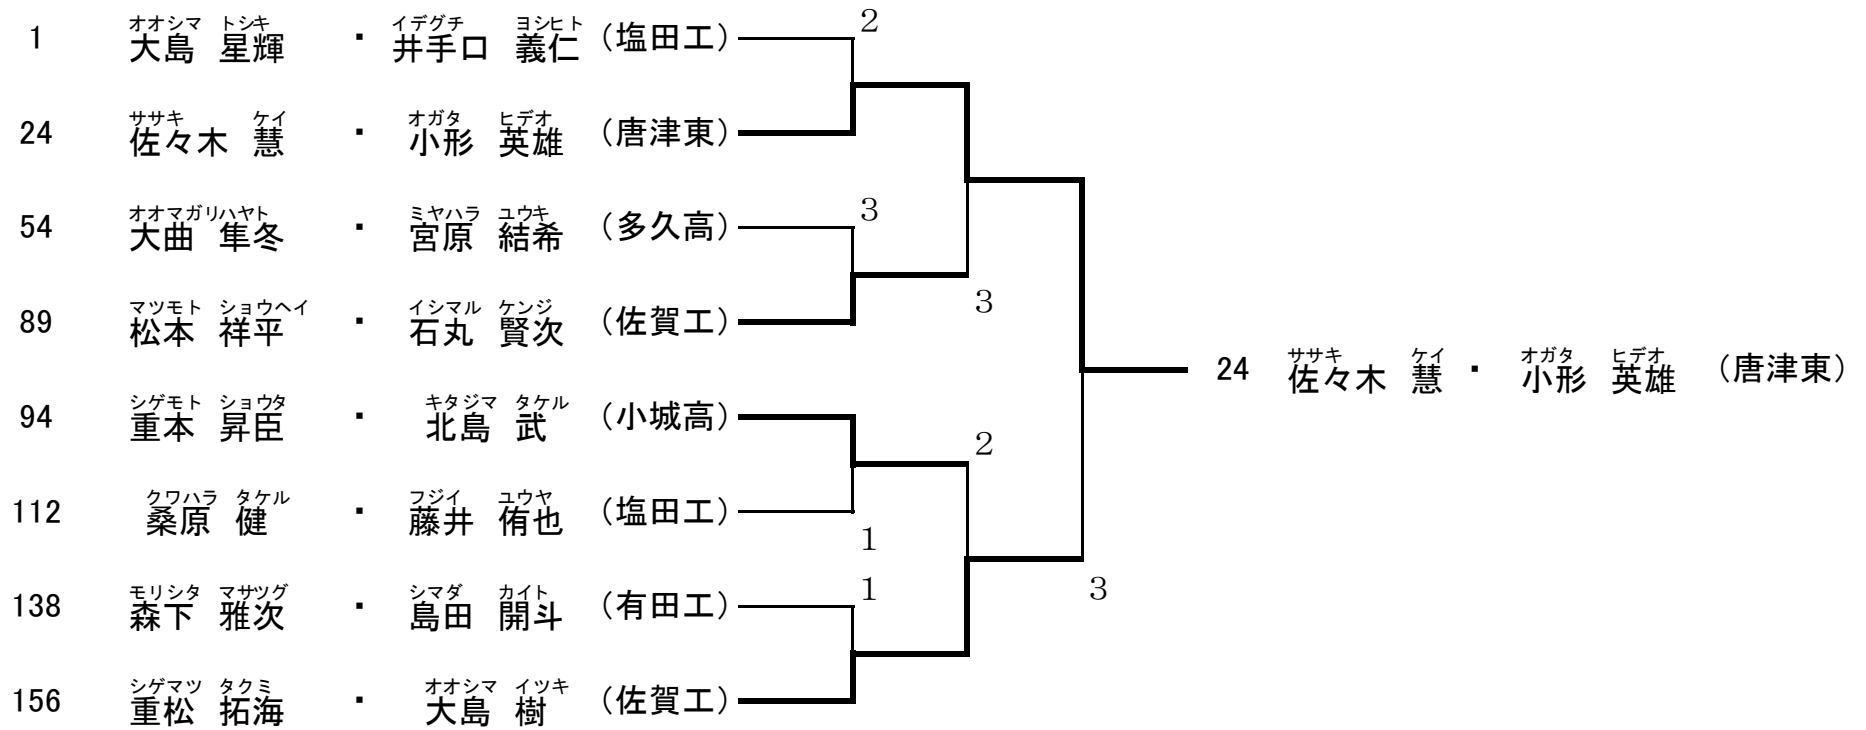 オオシマ トシキ イデグチ ヨシヒト
1 大島 星輝 ・ 井手口 義仁 （塩田工） 2
ササキ ケイ オガタ ヒデオ
24 佐々木 慧 ・ 小形 英雄 （唐津東）
オオマガリ ハヤト ミヤハラ ユウキ
54 大曲 隼冬 ・ 宮原 結希 （多久高） 3
マツモト ショウヘイ イシマル ケンジ
89 松本 祥平 ・ 石丸 賢次 （佐賀工） 3
ササキ ケイ オガタ ヒデオ
24 佐々木 慧 ・ 小形 英雄 （唐津東）
シゲモト ショウタ キタジマ タケル
94 重本 昇臣 ・ 北島 武 （小城高） 2
クワハラ タケル フジイ ユウヤ
112 桑原 健 ・ 藤井 侑也 （塩田工） 1
モリシタ マサツグ シマダ カイト
138 森下 雅次 ・ 島田 開斗 （有田工） 1 3
シゲマツ タクミ オオシマ イツキ
156 重松 拓海 ・ 大島 樹 （佐賀工）